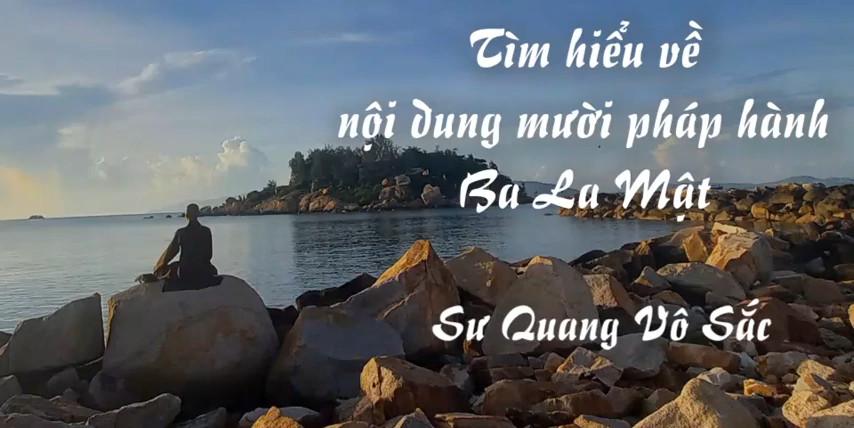 Tìm hiểu về
nội dung mười pháp hành
Ba La Mật
Sư Quang Vô Sắc